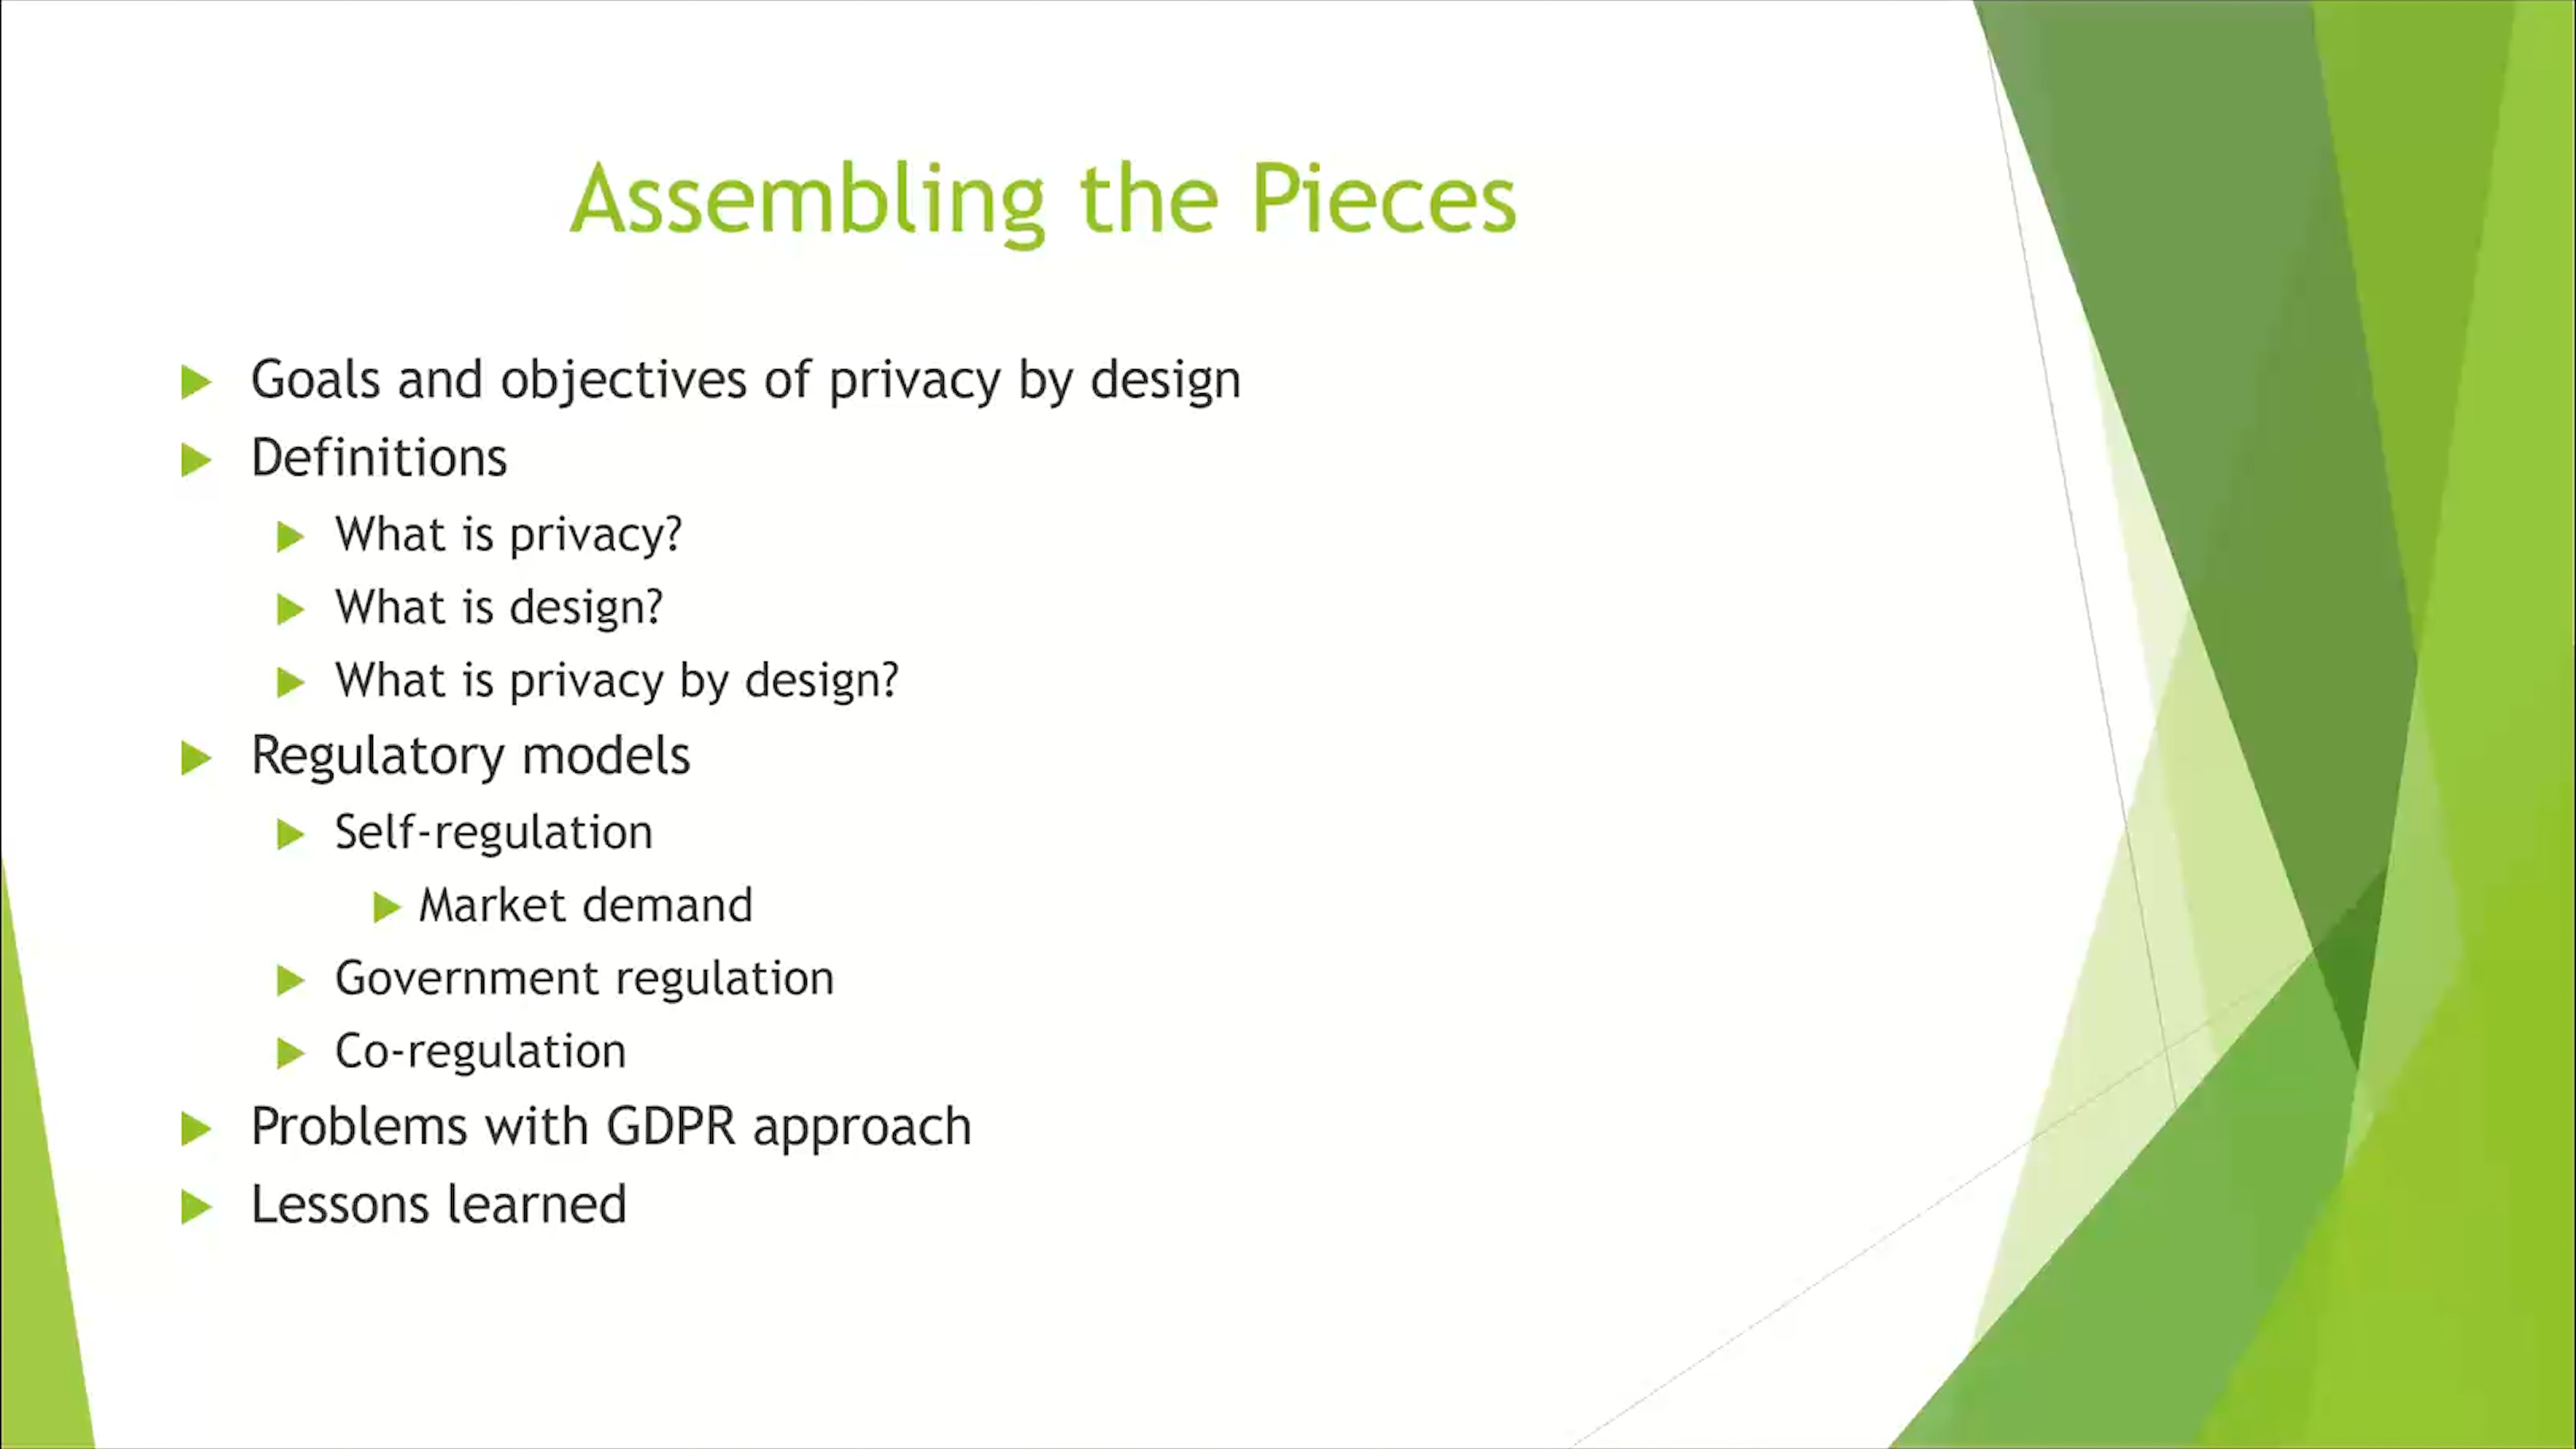 Assembling the Pieces
Goals and objectives of privacy by design
Definitions
What is privacy?
What is design?
What is privacy by design?
Regulatory models
Self-regulation
Market demand
Government regulation
Co-regulation
Problems with GDPR approach
Lessons learned